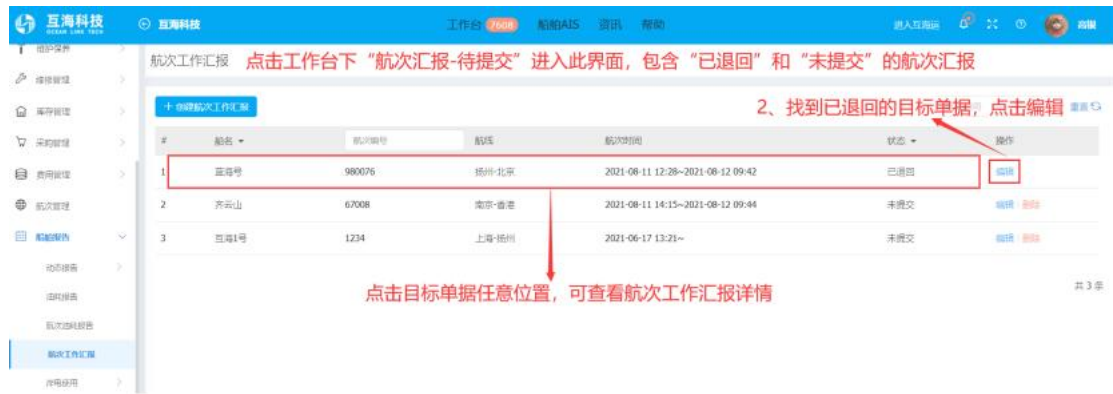 互海科技
OCEAN LINK TECH
互海科技
工作台 7608 船舶AIS 资讯 帮助
进入互海运
维护保养
维修管理
库存管理
采购管理
费用管理
航次管理
船舶报告
动态报告
油耗报告
航次油耗报告
航次工作汇报
岸电使用
航次工作汇报 点击工作台下“航次汇报-待提交”进入此界面，包含“已退回”和“未提交”的航次汇报
+ 创建航次工作汇报
2、找到已退回的目标单据，点击编辑
重置
# 船名 航次编号 航线 航次时间 状态 操作
1 蓝海号 980076 扬州-北京 2021-08-11 12:28~2021-08-12 09:42 已退回 编辑
2 齐云山 67008 南京-香港 2021-08-11 14:15~2021-08-12 09:44 未提交 编辑 删除
3 互海1号 1234 上海-扬州 2021-06-17 13:21~ 未提交 编辑 删除
点击目标单据任意位置，可查看航次工作汇报详情
共 3 条